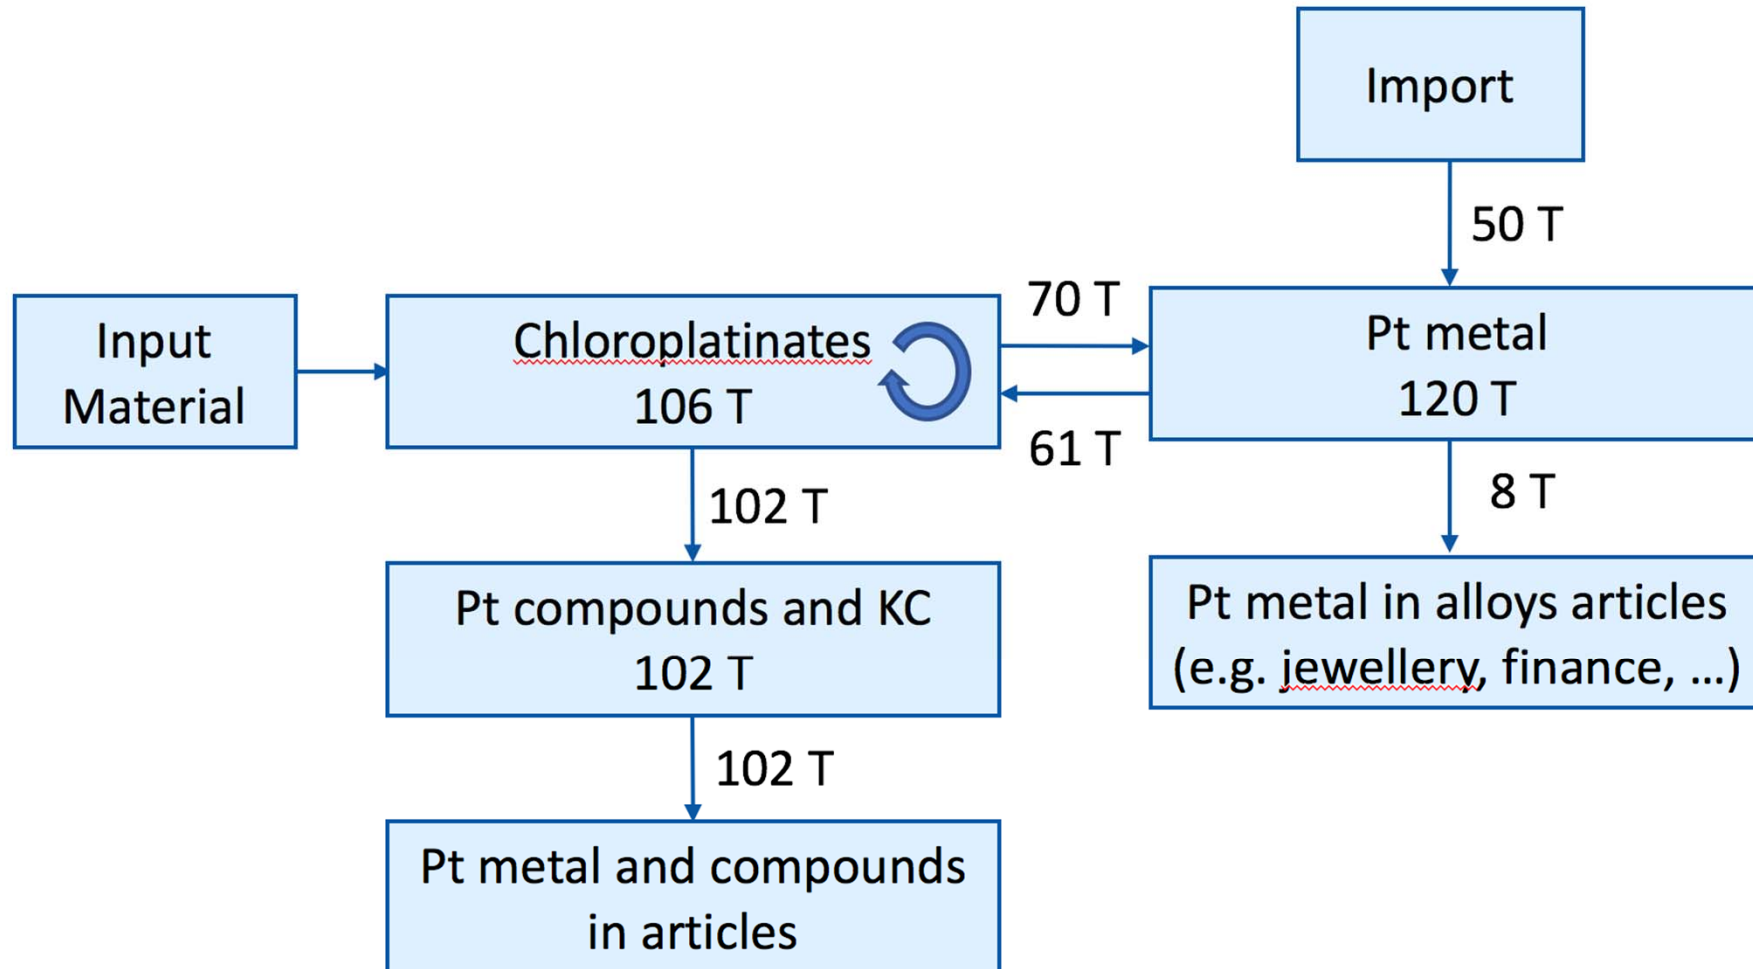 Import
50 T
Input
Material
Chloroplatinates
106 T
70 T
61 T
Pt metal
120 T
102 T
8 T
Pt compounds and KC
102 T
Pt metal in alloys articles
(e.g. jewellery, finance, ...)
102 T
Pt metal and compounds
in articles